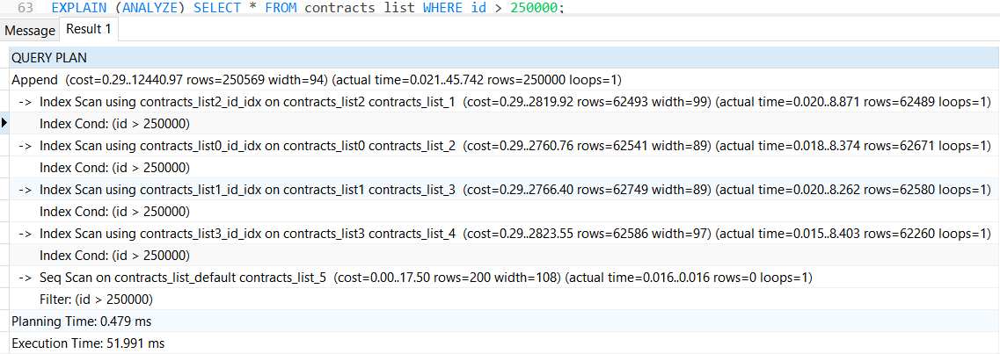 63 EXPLAIN (ANALYZE) SELECT * FROM contracts_list WHERE id > 250000;
Message Result 1
QUERY PLAN
Append (cost=0.29..12440.97 rows=250569 width=94) (actual time=0.021..45.742 rows=250000 loops=1)
-> Index Scan using contracts_list2_id_idx on contracts_list2 contracts_list_1 (cost=0.29..2819.92 rows=62493 width=99) (actual time=0.020..8.871 rows=62489 loops=1)
Index Cond: (id > 250000)
-> Index Scan using contracts_list0_id_idx on contracts_list0 contracts_list_2 (cost=0.29..2760.76 rows=62541 width=89) (actual time=0.018..8.374 rows=62671 loops=1)
Index Cond: (id > 250000)
-> Index Scan using contracts_list1_id_idx on contracts_list1 contracts_list_3 (cost=0.29..2766.40 rows=62749 width=89) (actual time=0.020..8.262 rows=62580 loops=1)
Index Cond: (id > 250000)
-> Index Scan using contracts_list3_id_idx on contracts_list3 contracts_list_4 (cost=0.29..2823.55 rows=62586 width=97) (actual time=0.015..8.403 rows=62260 loops=1)
Index Cond: (id > 250000)
-> Seq Scan on contracts_list_default contracts_list_5 (cost=0.00..17.50 rows=200 width=108) (actual time=0.016..0.016 rows=0 loops=1)
Filter: (id > 250000)
Planning Time: 0.479 ms
Execution Time: 51.991 ms